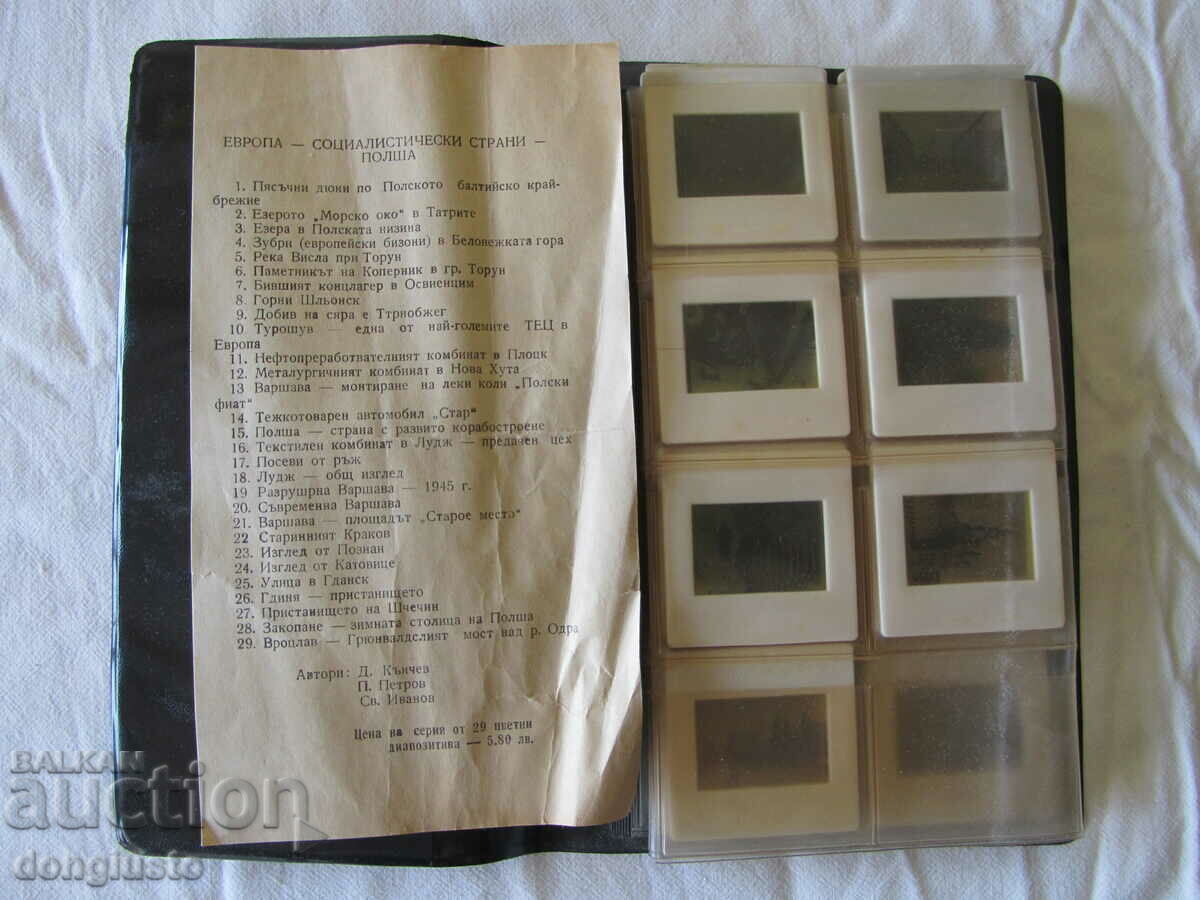 ЕВРОПА — СОЦИАЛИСТИЧЕСКИ СТРАНИ —
ПОЛША
1. Пясъчни дюни по Полското балтийско край-
брежие
2. Езерото „Морско око“ в Татрите
3. Езера в Полската низина
4. Зубри (европейски бизони) в Беловежката гора
5. Река Висла при Торун
6. Паметникът на Коперник в гр. Торун
7. Бившият концлагер в Освиенцим
8. Горни Шльонск
9. Добив на сяра е Ттрнобжег
10. Турошув — една от най-големите ТЕЦ в
Европа
11. Нефтопреработвателният комбинат в Плоцк
12. Металургичният комбинат в Нова Хута
13 Варшава — монтиране на леки коли „Полски
фиат“
14. Тежкотоварен автомобил „Стар“
15. Полша — страна с развито корабостроене
16. Текстилен комбинат в Лудж — предачен цех
17. Посеви от ръж
18. Лудж — общ изглед
19 Разрушрна Варшава — 1945 г.
20. Съвременна Варшава
21. Варшава — площадът „Старое место“
22 Старинният Краков
23. Изглед от Познан
24. Изглед от Катовице
25. Улица в Гданск
26. Гдиня — пристанището
27. Пристанището на Шчечин
28. Закопане — зимната столица на Полша
29. Вроцлав — Грюнвалдслият мост над р. Одра
Автори: Д. Кънчев
П. Петров
Св. Иванов
Цена на серия от 29 цветни
диапозитива — 5.80 лв.
BALKAN
auction
dongiusto